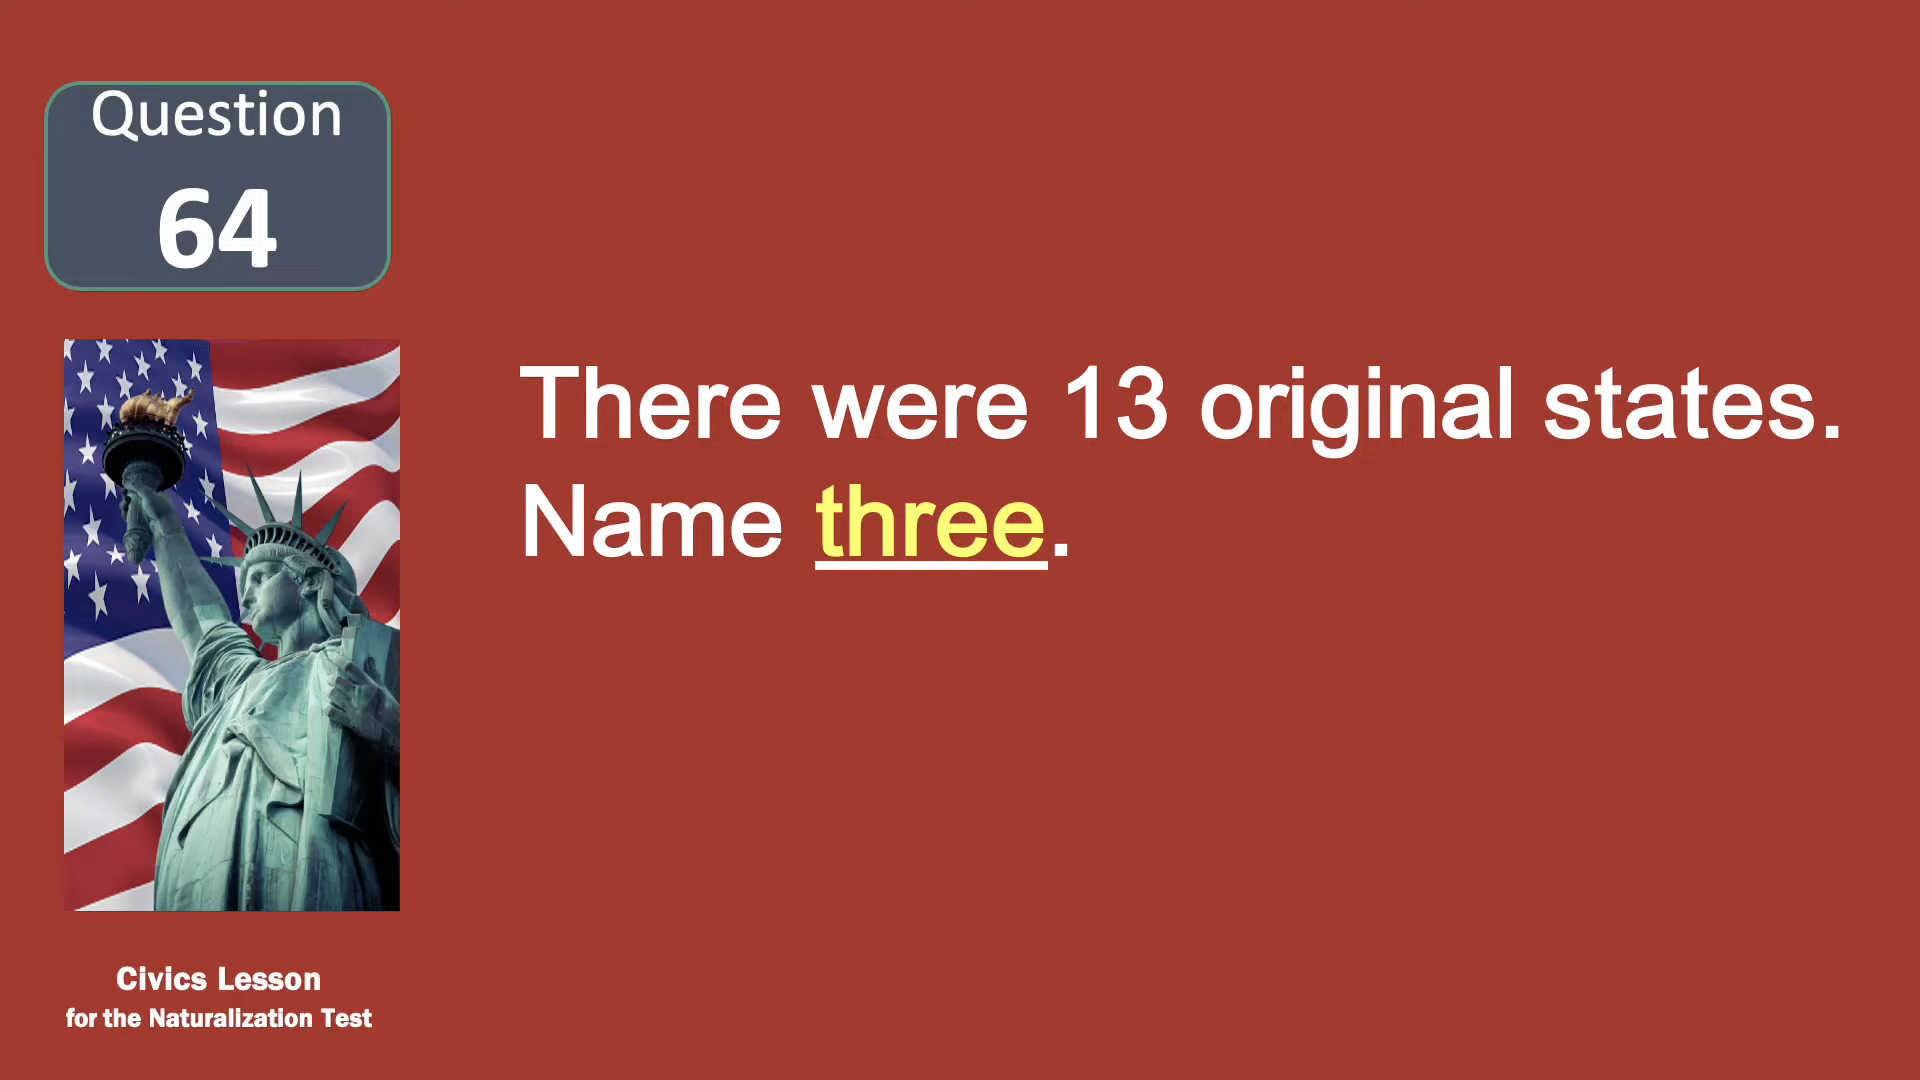 Question
64
There were 13 original states.
Name three.
Civics Lesson
for the Naturalization Test